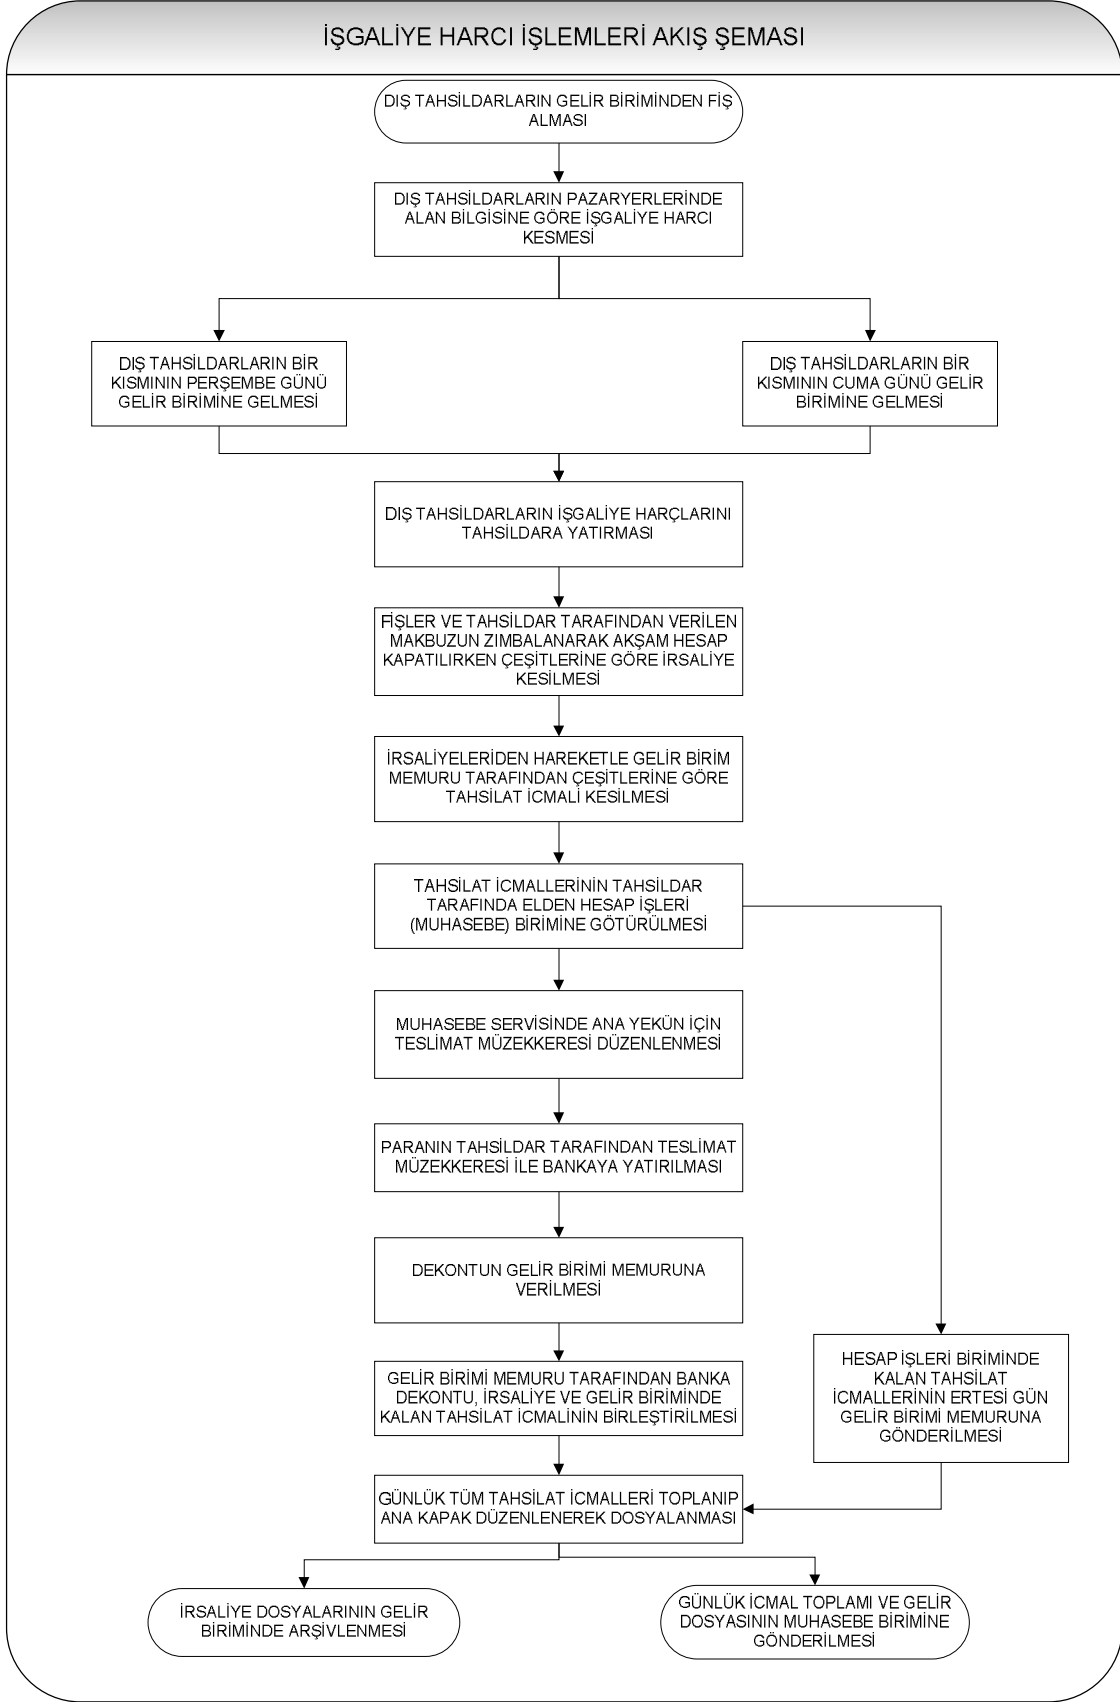 İŞGALİYE HARCI İŞLEMLERİ AKIŞ ŞEMASI
DIŞ TAHSİLDARLARIN GELİR BİRİMİNDEN FİŞ
ALMASI
DIŞ TAHSİLDARLARIN PAZARYERLERİNDE
ALAN BİLGİSİNE GÖRE İŞGALİYE HARCI
KESMESİ
DIŞ TAHSİLDARLARIN BİR
KISMININ PERŞEMBE GÜNÜ
GELİR BİRİMİNE GELMESİ
DIŞ TAHSİLDARLARIN BİR
KISMININ CUMA GÜNÜ GELİR
BİRİMİNE GELMESİ
DIŞ TAHSİLDARLARIN İŞGALİYE HARÇLARINI
TAHSİLDARA YATIRMASI
FİŞLER VE TAHSİLDAR TARAFINDAN VERİLEN
MAKBUZUN ZIMBALANARAK AKŞAM HESAP
KAPATILIRKEN ÇEŞİTLERİNE GÖRE İRSALİYE
KESİLMESİ
İRSALİYELERİDEN HAREKETLE GELİR BİRİM
MEMURU TARAFINDAN ÇEŞİTLERİNE GÖRE
TAHSİLAT İCMALİ KESİLMESİ
TAHSİLAT İCMALLERİNİN TAHSİLDAR
TARAFINDA ELDEN HESAP İŞLERİ
(MUHASEBE) BİRİMİNE GÖTÜRÜLMESİ
MUHASEBE SERVİSİNDE ANA YEKÜN İÇİN
TESLİMAT MÜZEKKERESİ DÜZENLENMESİ
PARANIN TAHSİLDAR TARAFINDAN TESLİMAT
MÜZEKKERESİ İLE BANKAYA YATIRILMASI
DEKONTUN GELİR BİRİMİ MEMURUNA
VERİLMESİ
GELİR BİRİMİ MEMURU TARAFINDAN BANKA
DEKONTU, İRSALİYE VE GELİR BİRİMİNDE
KALAN TAHSİLAT İCMALİNİN BİRLEŞTİRİLMESİ
HESAP İŞLERİ BİRİMİNDE
KALAN TAHSİLAT
İCMALLERİNİN ERTESİ GÜN
GELİR BİRİMİ MEMURUNA
GÖNDERİLMESİ
GÜNLÜK TÜM TAHSİLAT İCMALLERİ TOPLANIP
ANA KAPAK DÜZENLENEREK DOSYALANMASI
İRSALİYE DOSYALARININ GELİR
BİRİMİNDE ARŞİVLENMESİ
GÜNLÜK İCMAL TOPLAMI VE GELİR
DOSYASININ MUHASEBE BİRİMİNE
GÖNDERİLMESİ